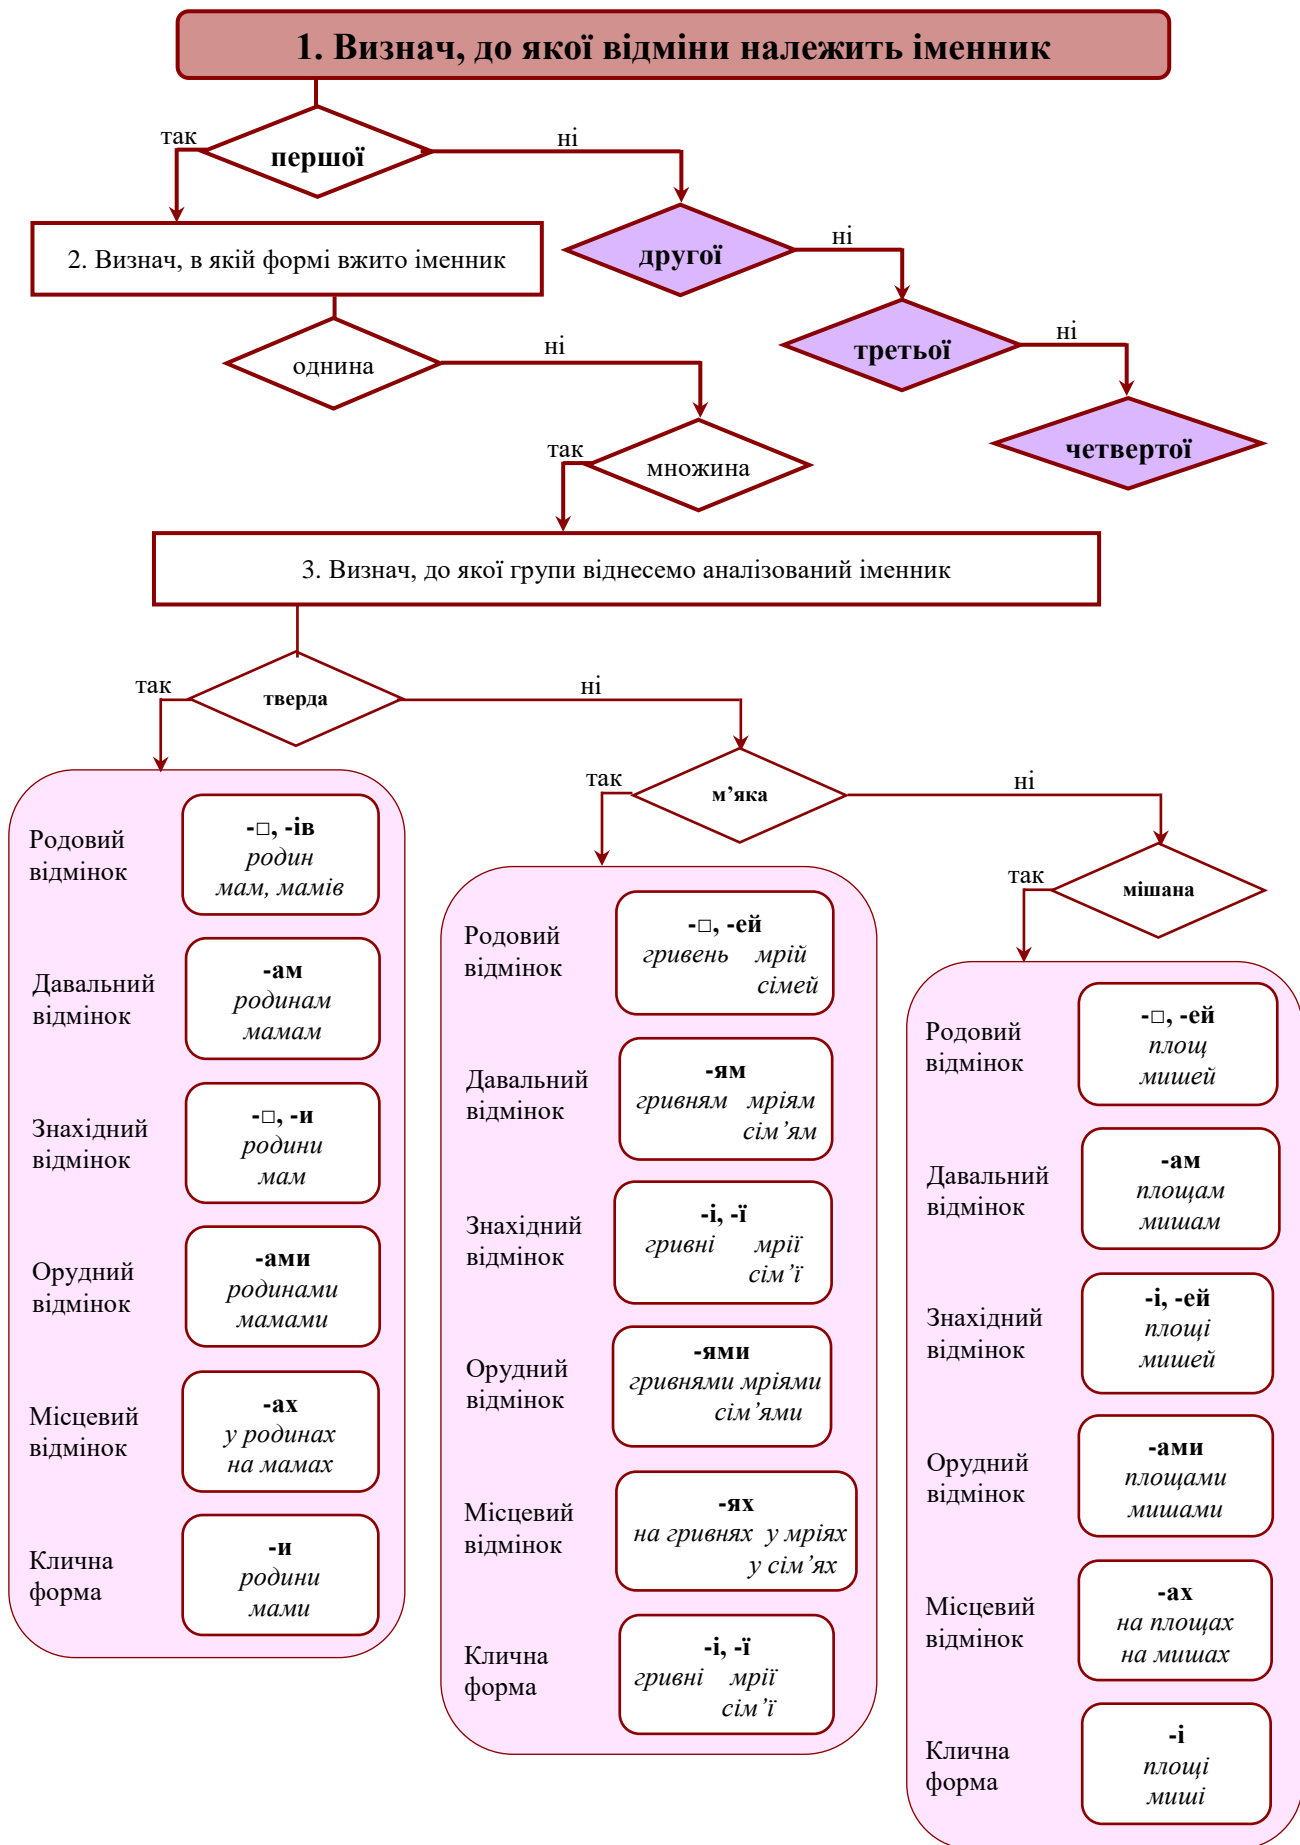 1. Визнач, до якої відміни належить іменник
так
ні
першої
2. Визнач, в якій формі вжито іменник
другої
ні
третьої
ні
четвертої
однина
ні
так
множина
3. Визнач, до якої групи віднесемо аналізований іменник
так
тверда
ні
Родовий
відмінок
-□, -ів
родин
мам, мамів
Давальний
відмінок
-ам
родинам
мамам
Знахідний
відмінок
-□, -и
родини
мам
Орудний
відмінок
-ами
родинами
мамами
Місцевий
відмінок
-ах
у родинах
на мамах
Клична
форма
-и
родини
мами
так
м’яка
ні
Родовий
відмінок
-□, -ей
гривень мрій
сімей
Давальний
відмінок
-ям
гривням мріям
сім’ям
Знахідний
відмінок
-і, -ї
гривні мрії
сім’ї
Орудний
відмінок
-ями
гривнями мріями
сім’ями
Місцевий
відмінок
-ях
на гривнях у мріях
у сім’ях
Клична
форма
-і, -ї
гривні мрії
сім’ї
так
мішана
Родовий
відмінок
-□, -ей
площ
мишей
Давальний
відмінок
-ам
площам
мишам
Знахідний
відмінок
-і, -ей
площі
мишей
Орудний
відмінок
-ами
площами
мишами
Місцевий
відмінок
-ах
на площах
на мишах
Клична
форма
-і
площі
миші